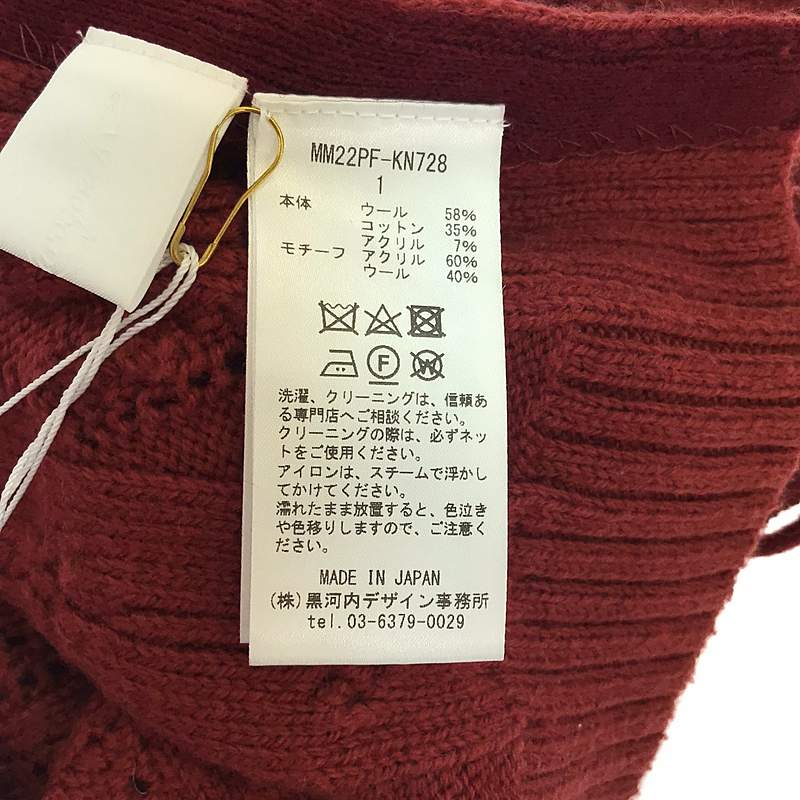 MM22PF-KN728
1
本体 ウール 58%
コットン 35%
アクリル 7%
モチーフ アクリル 60%
ウール 40%
F
W
洗濯、クリーニングは、信頼あ
る専門店へご相談ください。
クリーニングの際は、必ずネッ
トをご使用ください。
アイロンは、スチームで浮かし
てかけてください。
濡れたまま放置すると、色泣き
や色移りしますので、ご注意く
ださい。
MADE IN JAPAN
(株)黒河内デザイン事務所
tel.03-6379-0029